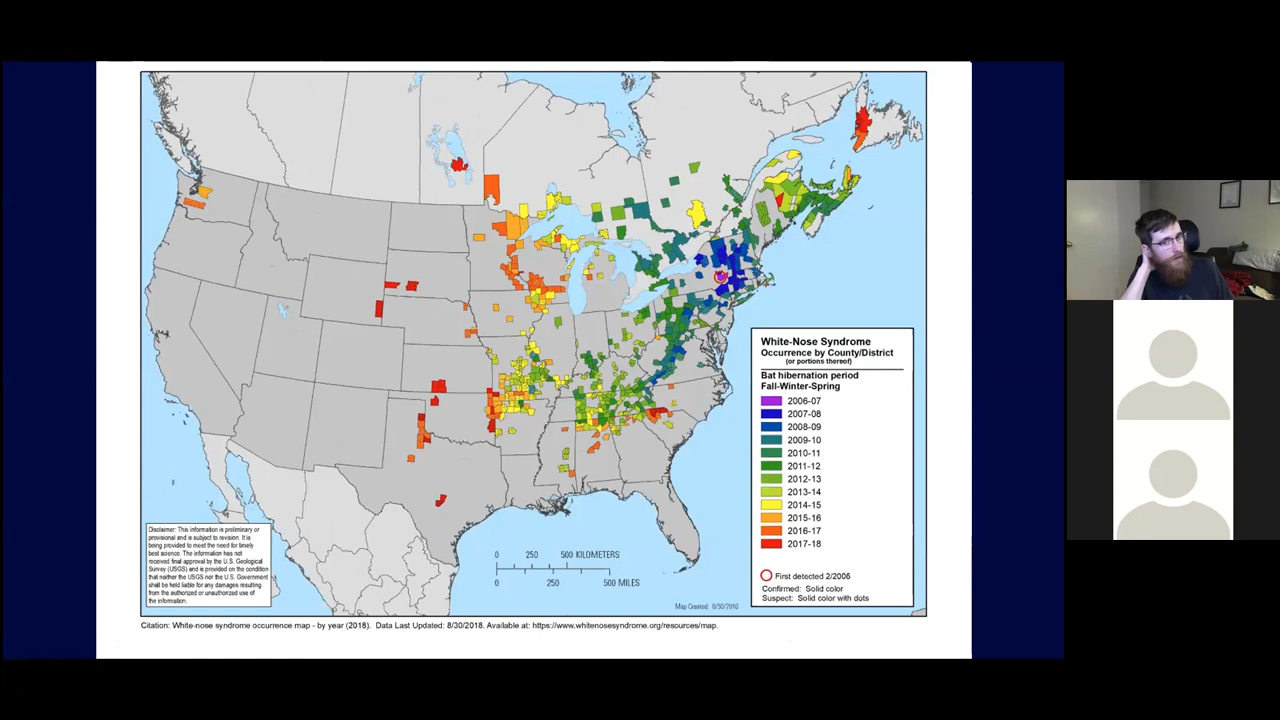 White-Nose Syndrome
Occurrence by County/District
(or portions thereof)
Bat hibernation period
Fall-Winter-Spring
2006-07
2007-08
2008-09
2009-10
2010-11
2011-12
2012-13
2013-14
2014-15
2015-16
2016-17
2017-18
First detected 2/2006
Confirmed: Solid color
Suspect: Solid color with dots
Disclaimer: This information is preliminary or
provisional and is subject to revision. It is
being provided to meet the need for timely
best science. The information has not
received final approval by the U.S. Geological
Survey (USGS) and is provided on the condition
that neither the USGS nor the U.S. Government
shall be held liable for any damages resulting
from the authorized or unauthorized use of
the information.
0 250 500 KILOMETERS
0 250 500 MILES
Map Created: 8/30/2018
Citation: White-nose syndrome occurrence map - by year (2018). Data Last Updated: 8/30/2018. Available at: https://www.whitenosesyndrome.org/resources/map.